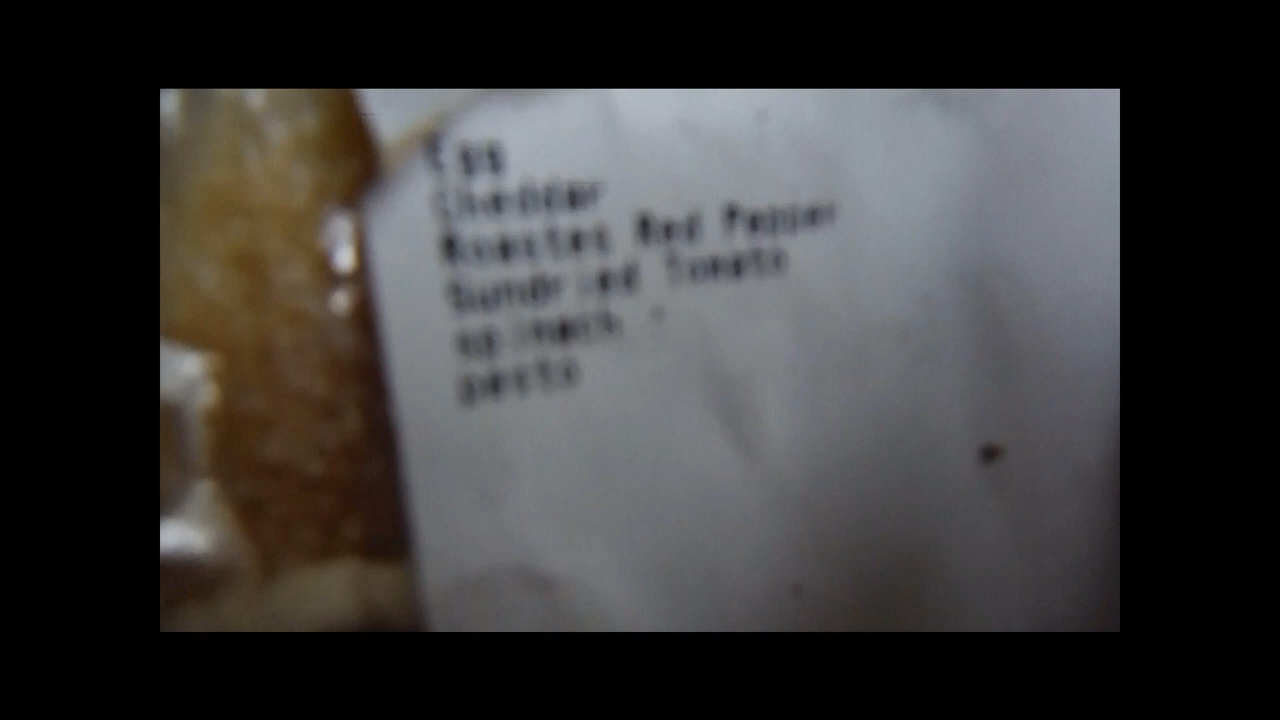 Egg
Cheddar
Roasted Red Pepper
Sundried Tomato
spinach
pesto